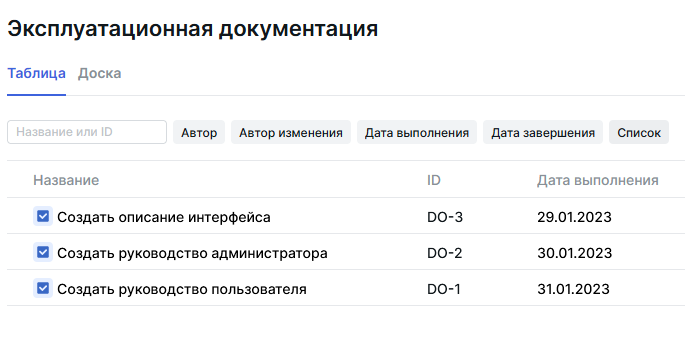 Эксплуатационная документация
Таблица Доска
Название или ID Автор Автор изменения Дата выполнения Дата завершения Список
Название ID Дата выполнения
Создать описание интерфейса DO-3 29.01.2023
Создать руководство администратора DO-2 30.01.2023
Создать руководство пользователя DO-1 31.01.2023